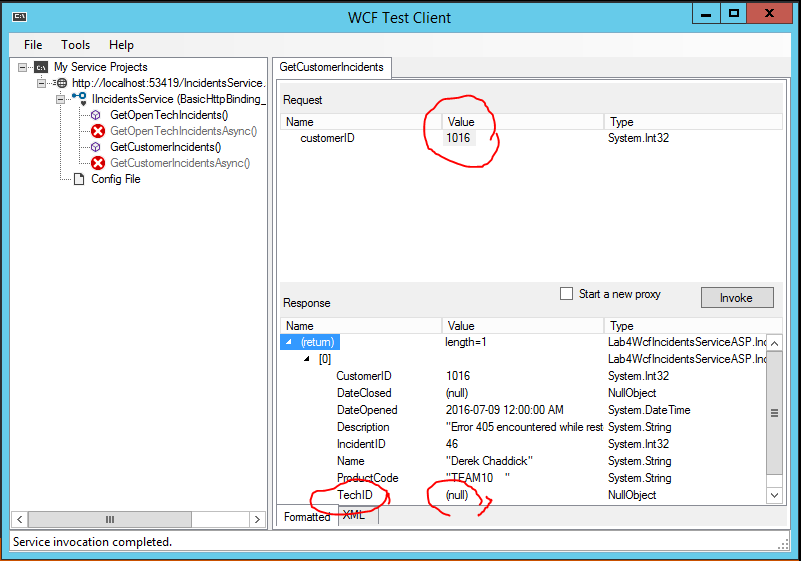 WCF Test Client
File Tools Help
My Service Projects
http://localhost:53419/IncidentsService.
IIncidentsService (BasicHttpBinding_
GetOpenTechIncidents()
GetOpenTechIncidentsAsync()
GetCustomerIncidents()
GetCustomerIncidentsAsync()
Config File
GetCustomerIncidents
Request
Name Value Type
customerID 1016 System.Int32
Response
Start a new proxy
Invoke
Name Value Type
(return) length=1 Lab4WcfIncidentsServiceASP.Inc
[0] Lab4WcfIncidentsServiceASP.Inc
CustomerID 1016 System.Int32
DateClosed (null) NullObject
DateOpened 2016-07-09 12:00:00 AM System.DateTime
Description "Error 405 encountered while rest System.String
IncidentID 46 System.Int32
Name "Derek Chaddick" System.String
ProductCode "TEAM10 " System.String
TechID (null) NullObject
Formatted XML
Service invocation completed.